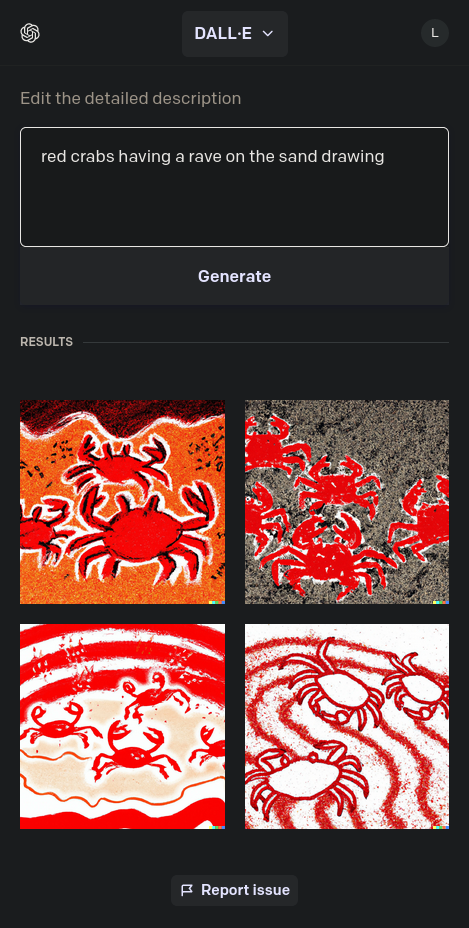 DALL·E
L
Edit the detailed description
red crabs having a rave on the sand drawing
Generate
RESULTS
Report issue